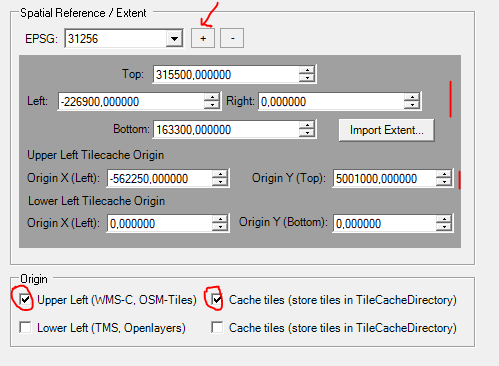 Spatial Reference / Extent
EPSG: 31256 + -
Top: 315500,000000
Left: -226900,000000 Right: 0,000000
Bottom: 163300,000000 Import Extent...
Upper Left Tilecache Origin
Origin X (Left): -562250,000000 Origin Y (Top): 5001000,000000
Lower Left Tilecache Origin
Origin X (Left): 0,000000 Origin Y (Bottom): 0,000000
Origin
Upper Left (WMS-C, OSM-Tiles) Cache tiles (store tiles in TileCacheDirectory)
Lower Left (TMS, Openlayers) Cache tiles (store tiles in TileCacheDirectory)